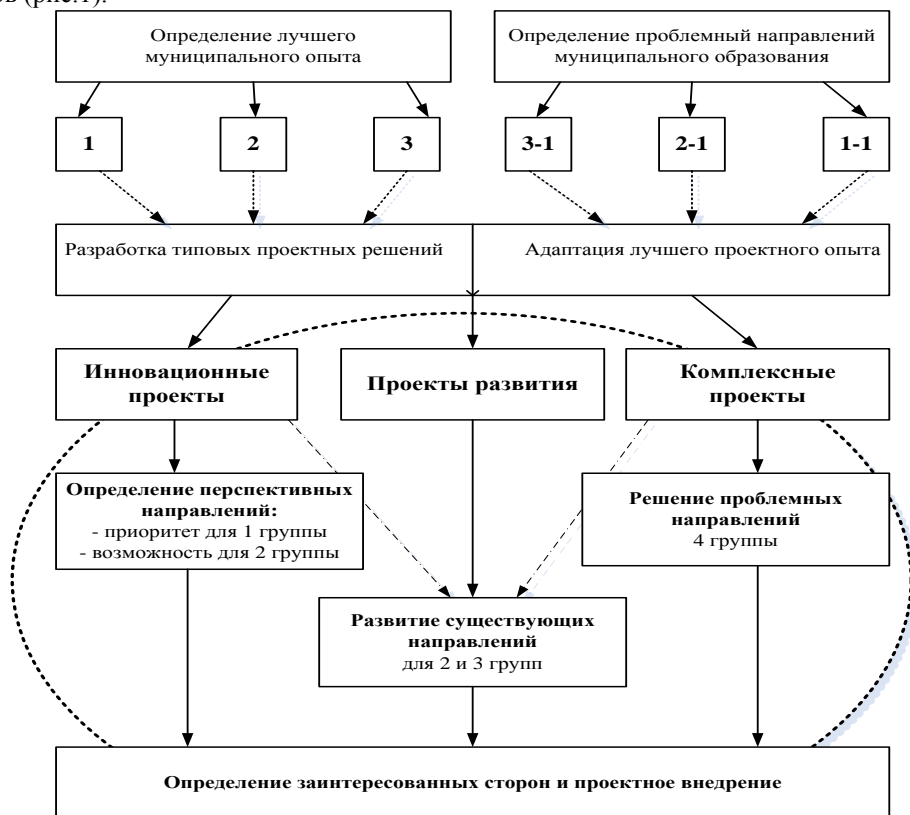 ов (рис.1).
Определение лучшего
муниципального опыта
Определение проблемный направлений
муниципального образования
1
2
3
3-1
2-1
1-1
Разработка типовых проектных решений
Адаптация лучшего проектного опыта
Инновационные
проекты
Проекты развития
Комплексные
проекты
Определение перспективных
направлений:
- приоритет для 1 группы
- возможность для 2 группы
Решение проблемных
направлений
4 группы
Развитие существующих
направлений
для 2 и 3 групп
Определение заинтересованных сторон и проектное внедрение